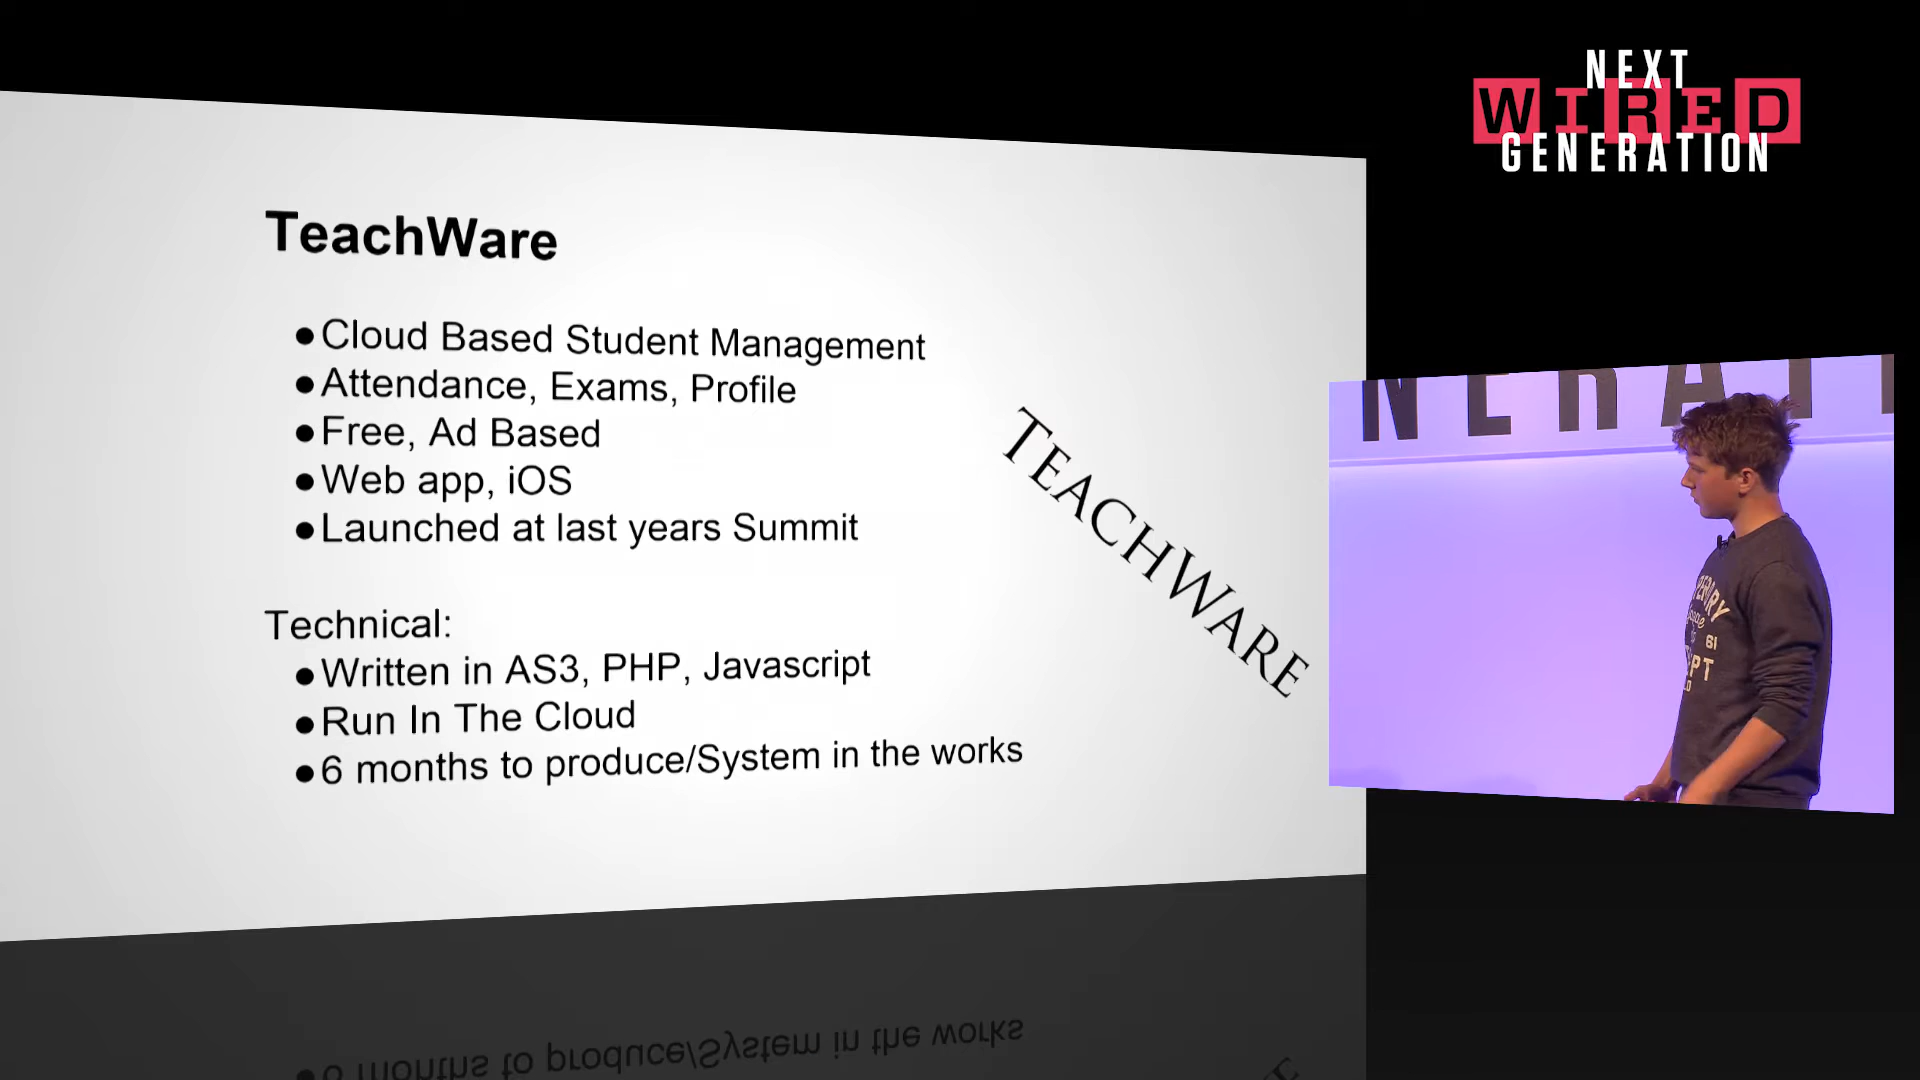 NEXT
WIRED
GENERATION
TeachWare
●Cloud Based Student Management
●Attendance, Exams, Profile
●Free, Ad Based
●Web app, iOS
●Launched at last years Summit
Technical:
●Written in AS3, PHP, Javascript
●Run In The Cloud
●6 months to produce/System in the works
TEACHWARE
NERATI
61